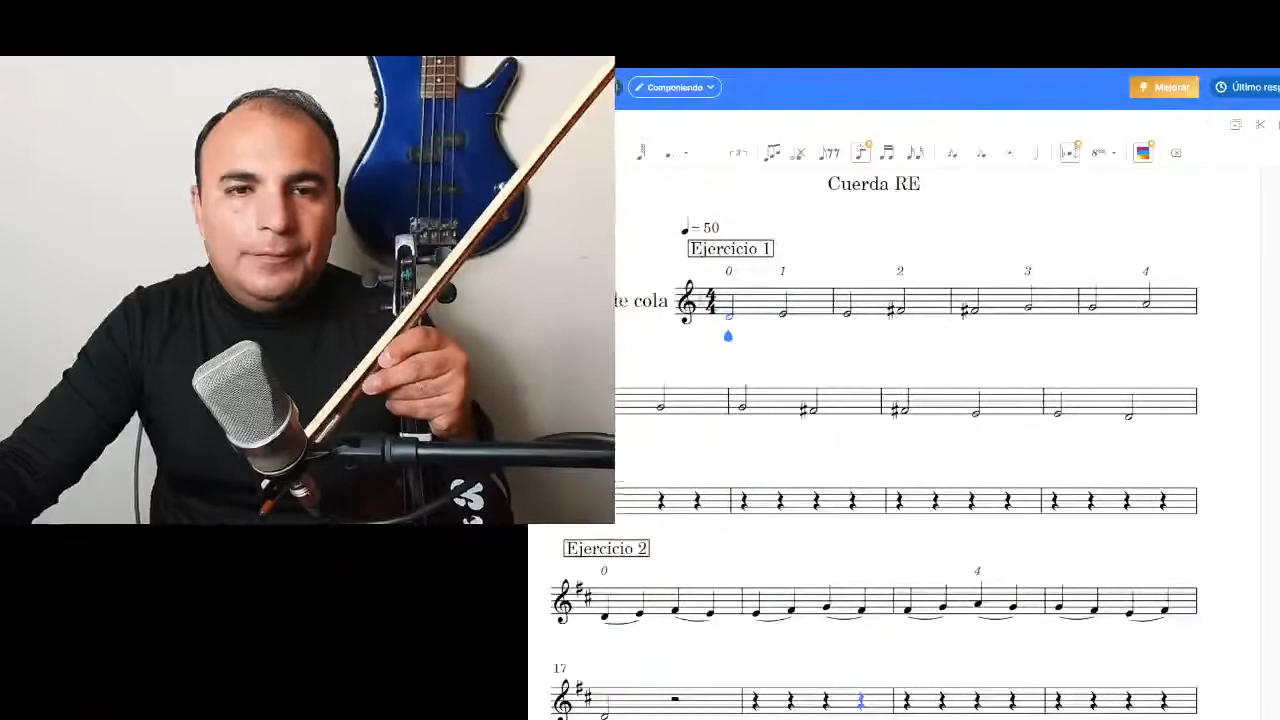 Componiendo
Mejorar
Último resp
Cuerda RE
= 50
Ejercicio 1
0 1 2 3 4
de cola
Ejercicio 2
0 4
17